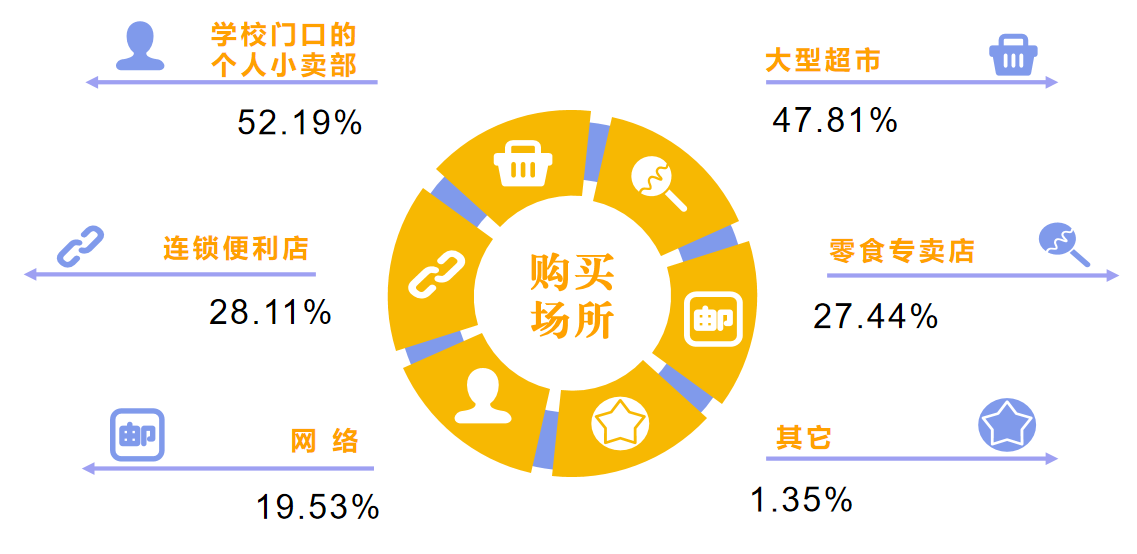 学校门口的
个人小卖部
52.19%
大型超市
47.81%
连锁便利店
28.11%
购买
场所
零食专卖店
27.44%
邮
网 络
19.53%
邮
其它
1.35%